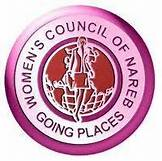 WOMEN'S COUNCIL OF NAREB
GOING PLACES